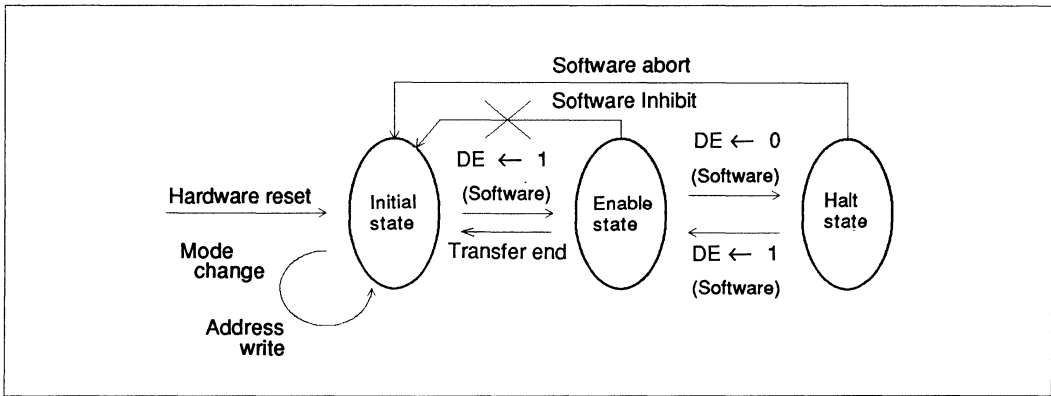 Software abort
Software Inhibit
DE ← 1
(Software)
DE ← 0
(Software)
Hardware reset
Initial
state
Enable
state
Halt
state
Transfer end
DE ← 1
(Software)
Mode
change
Address
write